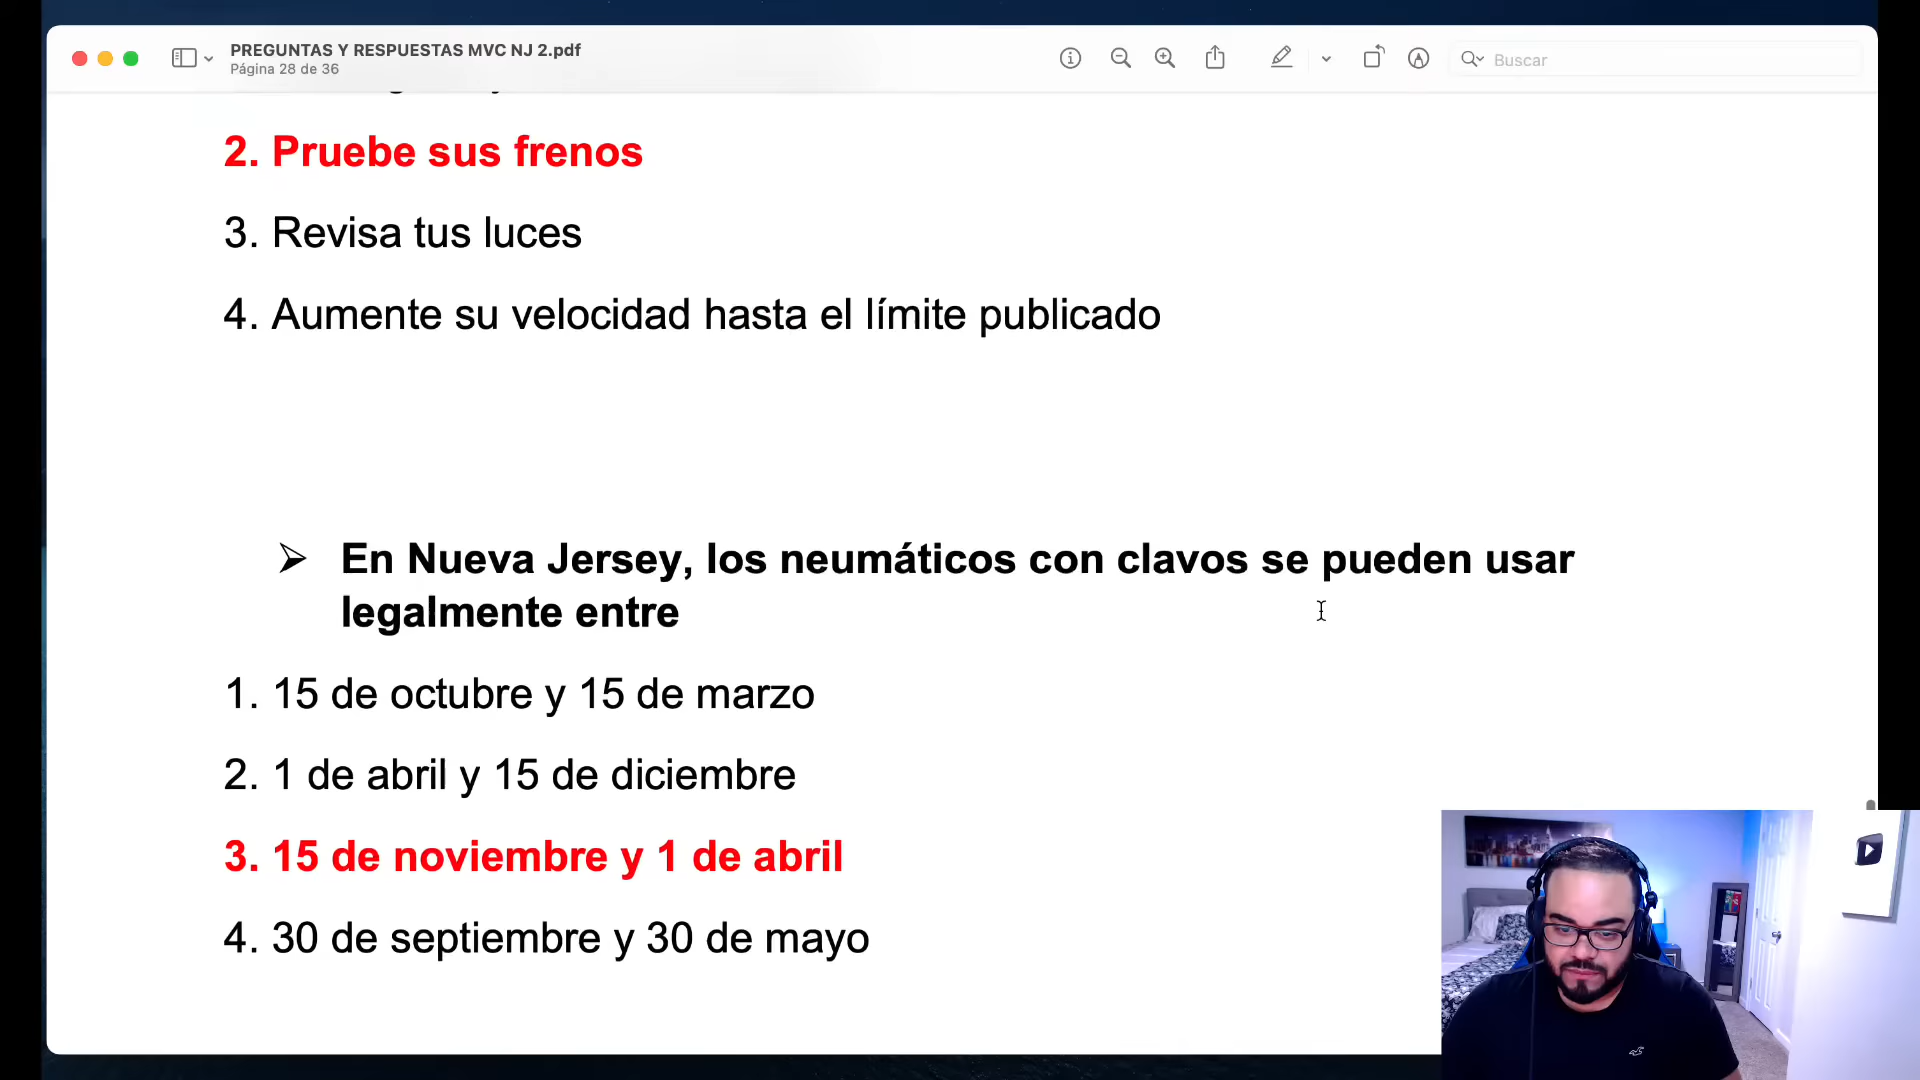 PREGUNTAS Y RESPUESTAS MVC NJ 2.pdf
Página 28 de 36
Buscar
2. Pruebe sus frenos
3. Revisa tus luces
4. Aumente su velocidad hasta el límite publicado
➢ En Nueva Jersey, los neumáticos con clavos se pueden usar
legalmente entre
1. 15 de octubre y 15 de marzo
2. 1 de abril y 15 de diciembre
3. 15 de noviembre y 1 de abril
4. 30 de septiembre y 30 de mayo